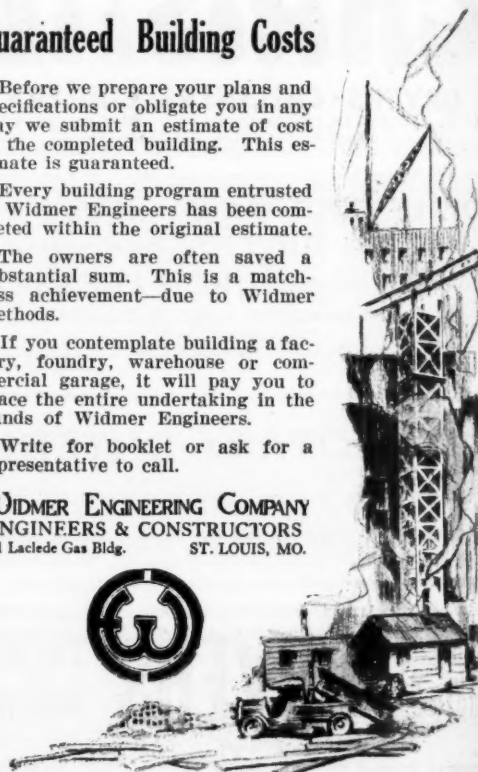 uaranteed Building Costs
Before we prepare your plans and
ecifications or obligate you in any
ay we submit an estimate of cost
the completed building. This es-
mate is guaranteed.
Every building program entrusted
Widmer Engineers has been com-
eted within the original estimate.
The owners are often saved a
bstantial sum. This is a match-
ss achievement—due to Widmer
ethods.
If you contemplate building a fac-
ry, foundry, warehouse or com-
ercial garage, it will pay you to
ace the entire undertaking in the
nds of Widmer Engineers.
Write for booklet or ask for a
presentative to call.
WIDMER ENGINEERING COMPANY
NGINEERS & CONSTRUCTORS
Laclede Gas Bldg. ST. LOUIS, MO.